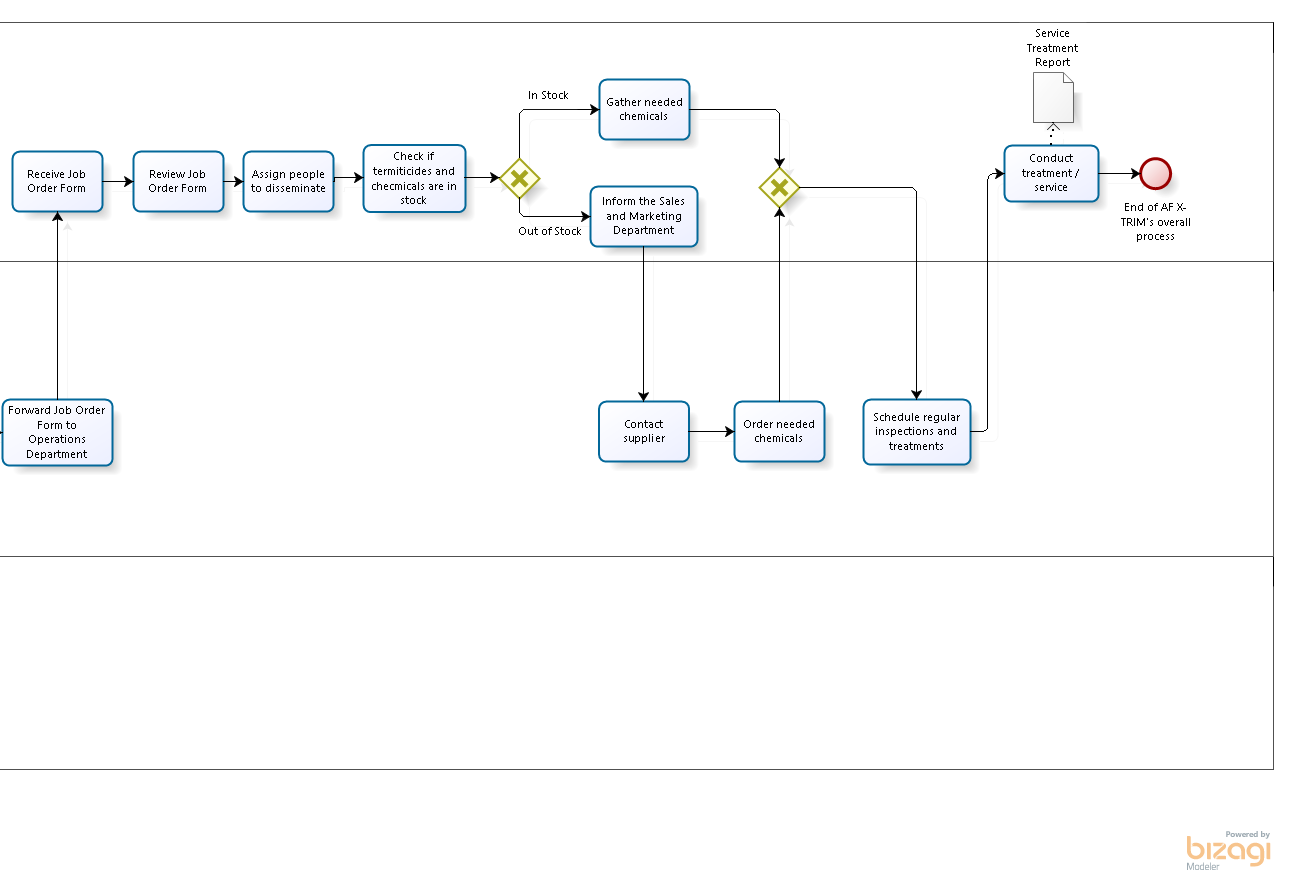 Service
Treatment
Report
In Stock
Gather needed
chemicals
Receive Job
Order Form
Review Job
Order Form
Assign people
to disseminate
Check if
termiticides and
checmicals are in
stock
Out of Stock
Inform the Sales
and Marketing
Department
Conduct
treatment /
service
End of AF X-
TRIM's overall
process
Forward Job Order
Form to
Operations
Department
Contact
supplier
Order needed
chemicals
Schedule regular
inspections and
treatments
Powered by
bizagi
Modeler